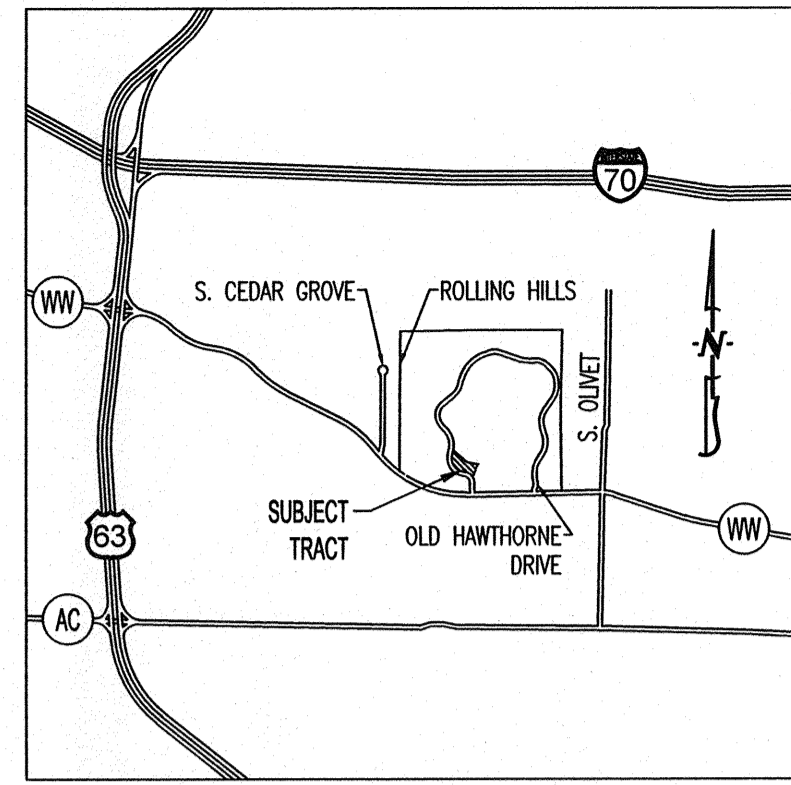 70
WW
S. CEDAR GROVE
ROLLING HILLS
N
S. OLIVET
SUBJECT
TRACT
OLD HAWTHORNE
DRIVE
WW
63
AC